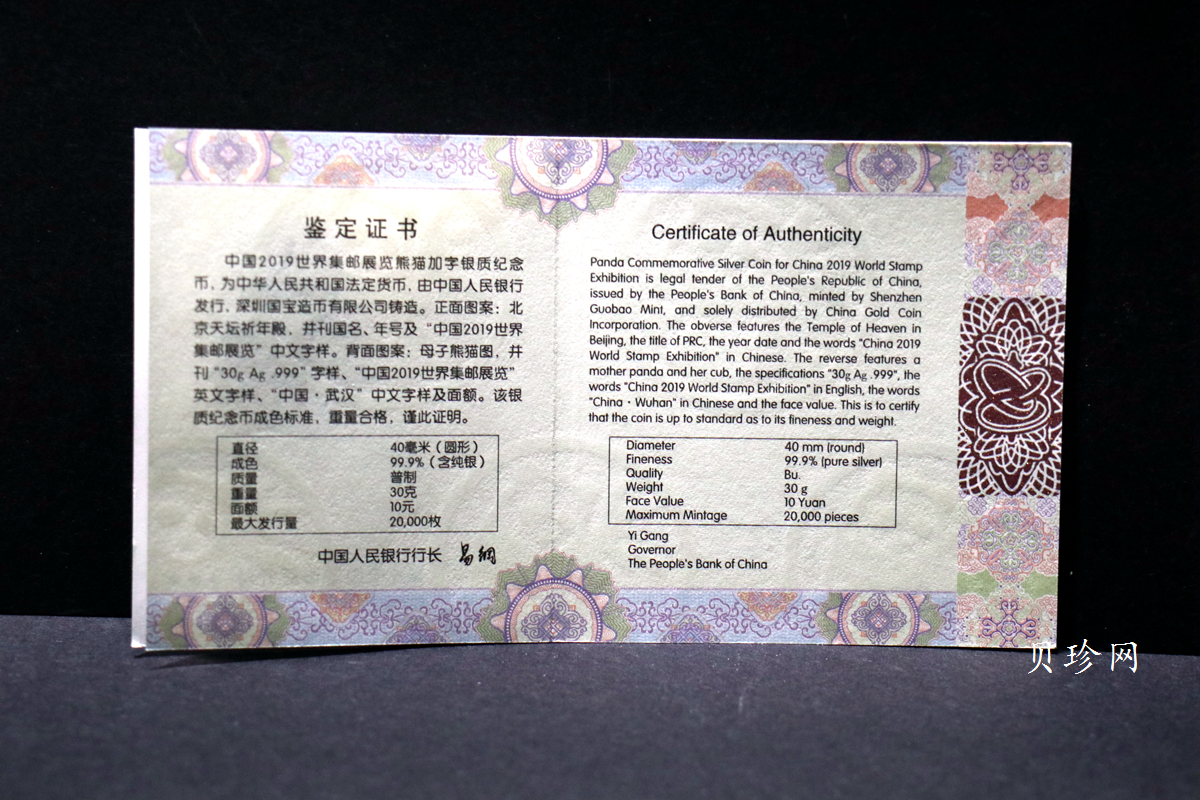 鉴定证书
中国2019世界集邮展览熊猫加字银质纪念
币，为中华人民共和国法定货币，由中国人民银行
发行，深圳国宝造币有限公司铸造。正面图案：北
京天坛祈年殿，并刊国名、年号及“中国2019世界
集邮展览”中文字样。背面图案：母子熊猫图，并
刊“30g Ag .999”字样、“中国2019世界集邮展览”
英文字样、“中国·武汉”中文字样及面额。该银
质纪念币成色标准，重量合格，谨此证明。
直径 40毫米（圆形）
成色 99.9%（含纯银）
质量 普制
重量 30克
面额 10元
最大发行量 20,000枚
中国人民银行行长 易纲
Certificate of Authenticity
Panda Commemorative Silver Coin for China 2019 World Stamp
Exhibition is legal tender of the People's Republic of China,
issued by the People's Bank of China, minted by Shenzhen
Guobao Mint, and solely distributed by China Gold Coin
Incorporation. The obverse features the Temple of Heaven in
Beijing, the title of PRC, the year date and the words "China 2019
World Stamp Exhibition" in Chinese. The reverse features a
mother panda and her cub, the specifications "30g Ag .999", the
words "China 2019 World Stamp Exhibition" in English, the words
"China · Wuhan" in Chinese and the face value. This is to certify
that the coin is up to standard as to its fineness and weight.
Diameter 40 mm (round)
Fineness 99.9% (pure silver)
Quality Bu.
Weight 30 g
Face Value 10 Yuan
Maximum Mintage 20,000 pieces
Yi Gang
Governor
The People's Bank of China
贝珍网